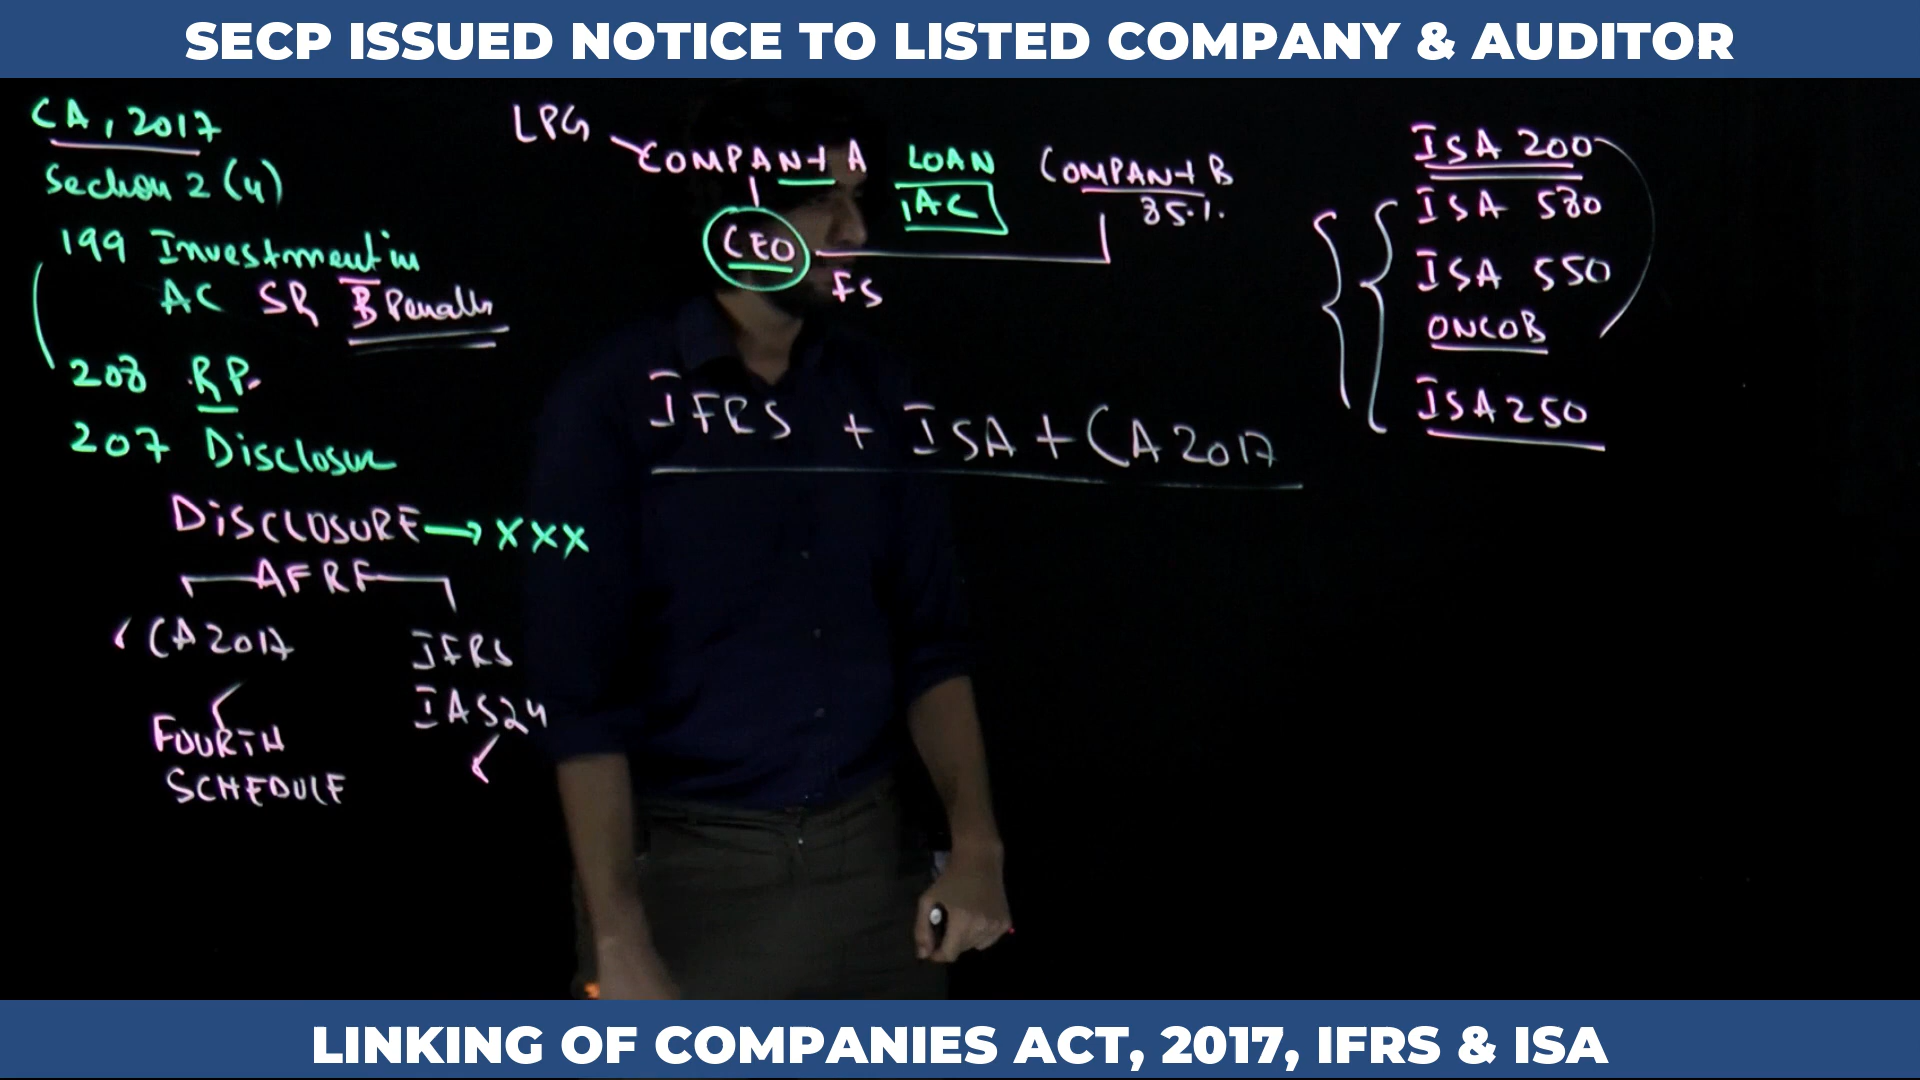 SECP ISSUED NOTICE TO LISTED COMPANY & AUDITOR
CA, 2017
Section 2 (4)
199 Investment in
AC SR B Penalty
208 RP.
207 Disclosure
DISCLOSURE → XXX
AFRF
CA 2017
IFRS
IAS 24
FOURTH
SCHEDULE
LPG
COMPANY A
LOAN
COMPANY B
IAC
35%.
CEO
FS
IFRS + ISA + CA 2017
ISA 200
ISA 580
ISA 550
ONCOB
ISA 250
LINKING OF COMPANIES ACT, 2017, IFRS & ISA